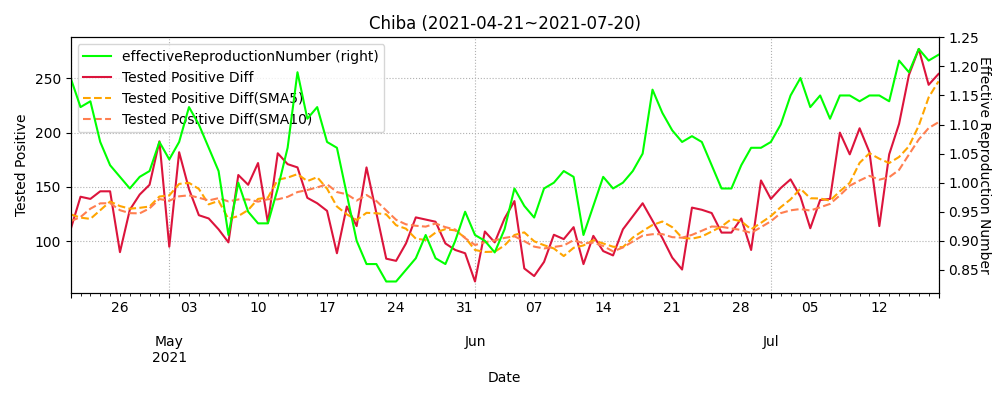 Chiba (2021-04-21~2021-07-20)
effectiveReproductionNumber (right)
Tested Positive Diff
Tested Positive Diff(SMA5)
Tested Positive Diff(SMA10)
Tested Positive
250
200
150
100
1.25
1.20
1.15
1.10
1.05
1.00
0.95
0.90
0.85
Effective Reproduction Number
26 03 10 17 24 31 07 14 21 28 05 12
May Jun Jul
2021
Date